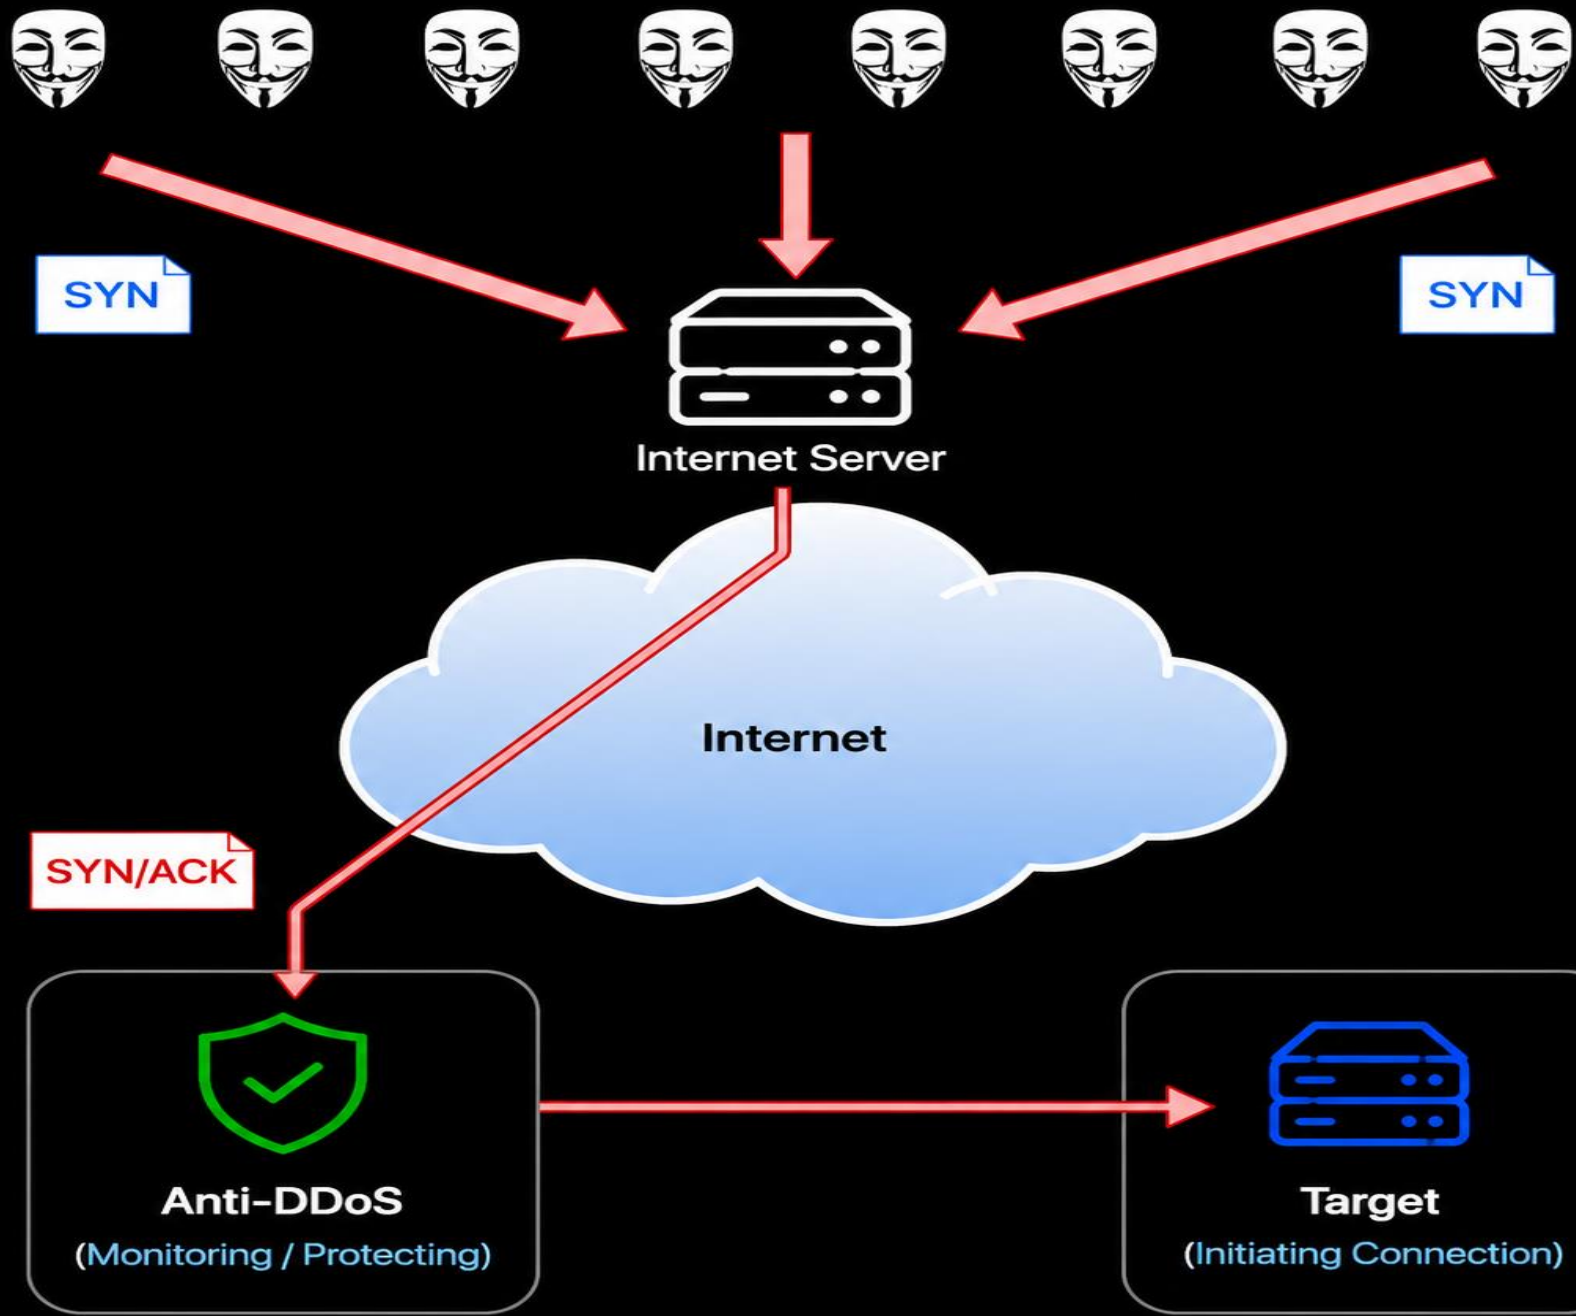 SYN
SYN
Internet Server
Internet
SYN/ACK
Anti-DDoS
(Monitoring / Protecting)
Target
(Initiating Connection)